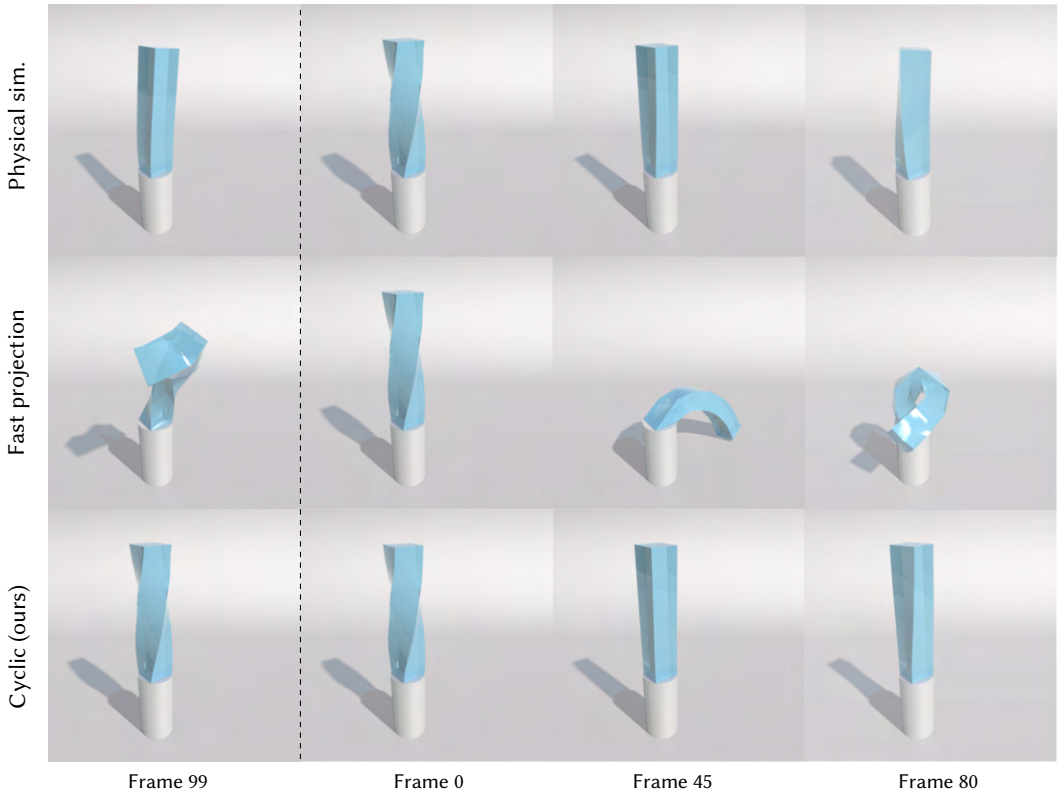 Physical sim.
Fast projection
Cyclic (ours)
Frame 99
Frame 0
Frame 45
Frame 80